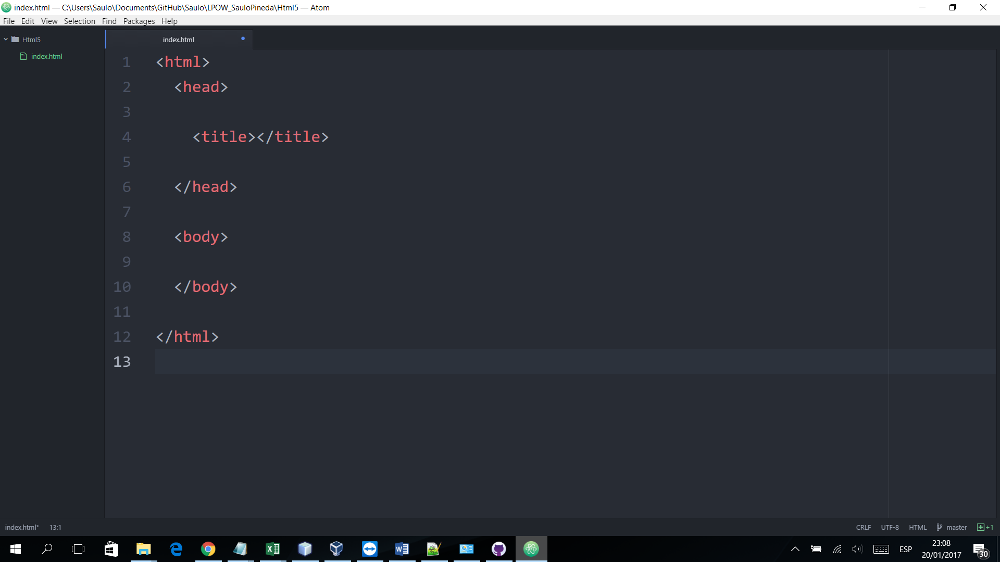 index.html — C:\Users\Saulo\Documents\GitHub\Saulo\LPOW_SauloPineda\Html5 — Atom
File Edit View Selection Find Packages Help
Html5
index.html
index.html
1 <html>
2 <head>
3
4 <title></title>
5
6 </head>
7
8 <body>
9
10 </body>
11
12 </html>
13
index.html* 13:1 CRLF UTF-8 HTML master +1
ESP 23:08 30
20/01/2017